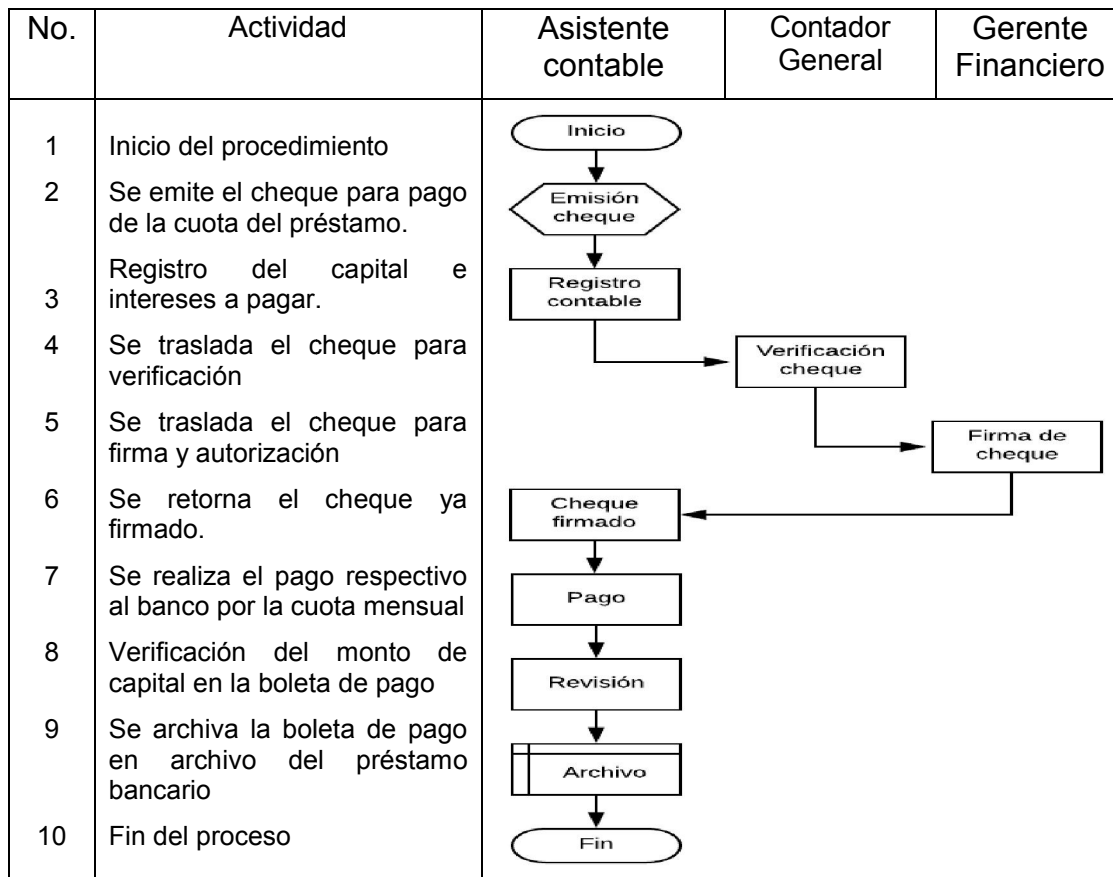 No.
Actividad
Asistente
contable
Contador
General
Gerente
Financiero
1
Inicio del procedimiento
Inicio
2
Se emite el cheque para pago
de la cuota del préstamo.
Emisión
cheque
Registro del capital e
3
intereses a pagar.
Registro
contable
4
Se traslada el cheque para
verificación
Verificación
cheque
5
Se traslada el cheque para
firma y autorización
Firma de
cheque
6
Se retorna el cheque ya
firmado.
Cheque
firmado
7
Se realiza el pago respectivo
al banco por la cuota mensual
Pago
8
Verificación del monto de
capital en la boleta de pago
Revisión
9
Se archiva la boleta de pago
en archivo del préstamo
bancario
Archivo
10
Fin del proceso
Fin